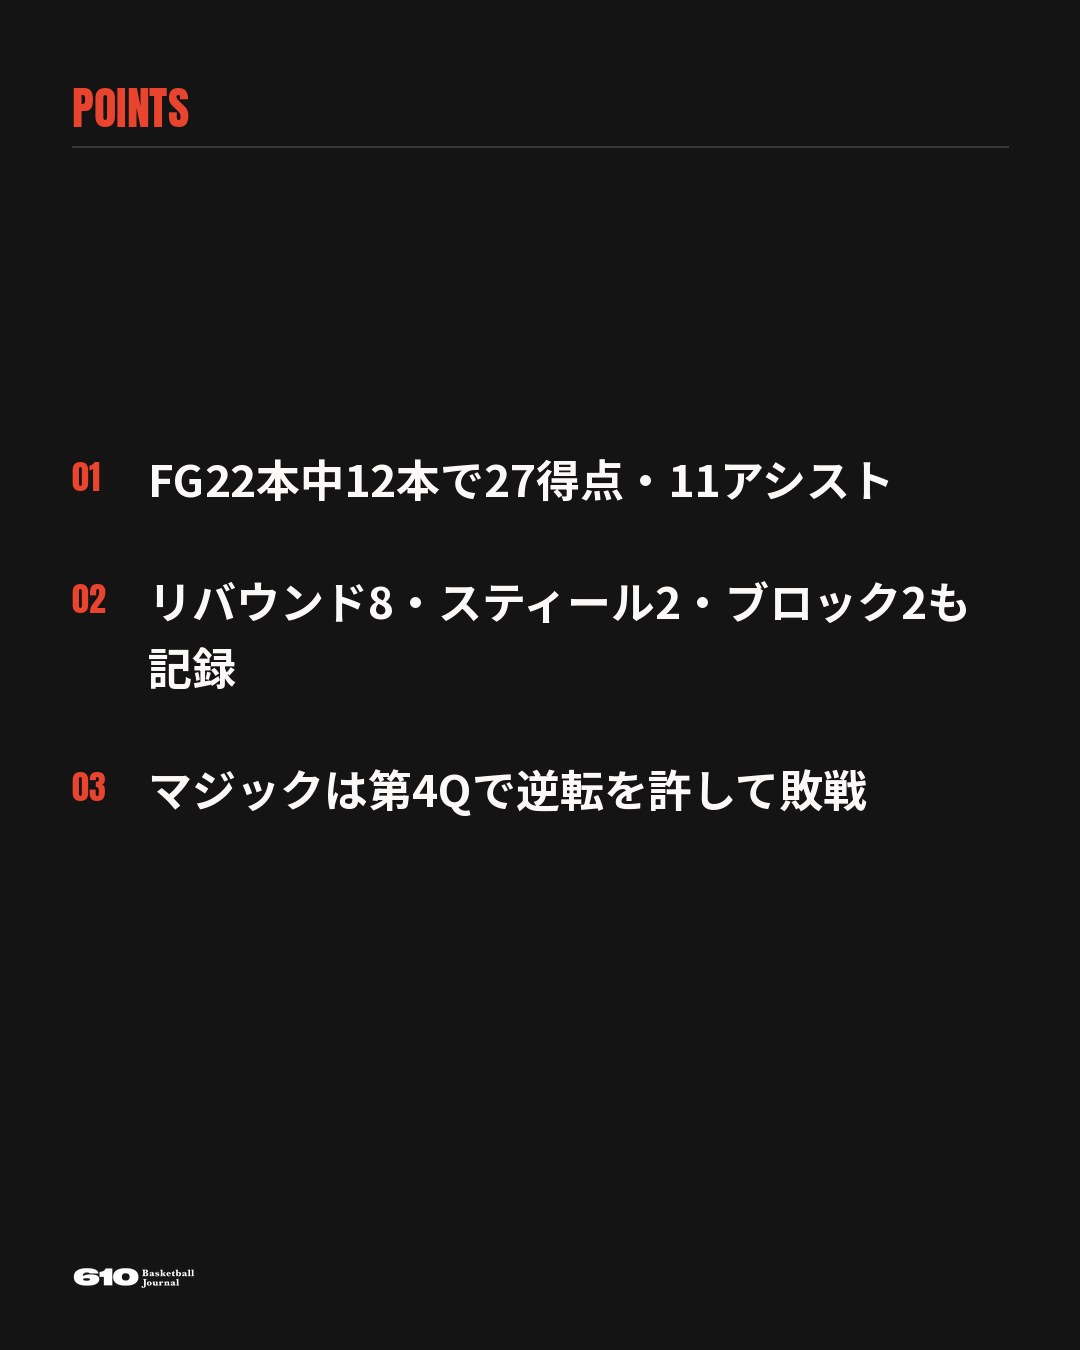 POINTS
01 FG22本中12本で27得点・11アシスト
02 リバウンド8・スティール2・ブロック2も
記録
03 マジックは第4Qで逆転を許して敗戦
610 Basketball
Journal